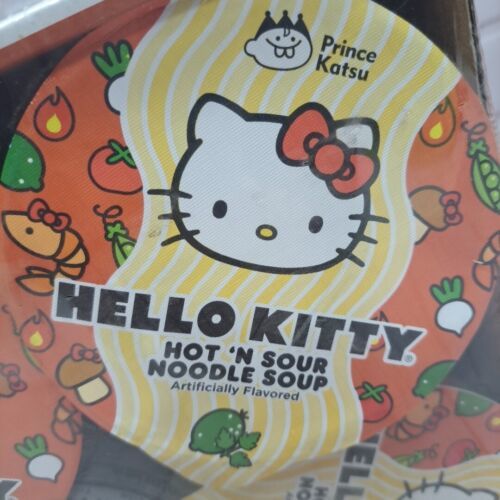 Prince
Katsu
HELLO KITTY®
HOT 'N SOUR
NOODLE SOUP
Artificially Flavored